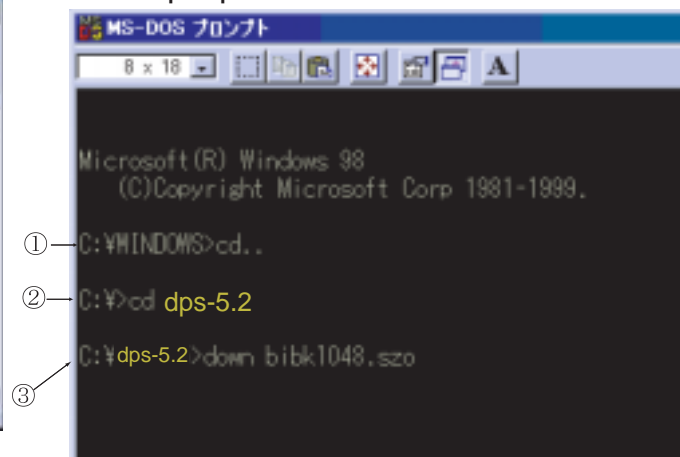 MS-DOS プロンプト
8 x 18
A
Microsoft(R) Windows 98
(C)Copyright Microsoft Corp 1981-1999.
① C:¥WINDOWS>cd..
② C:¥>cd dps-5.2
C:¥dps-5.2>down bibk1048.szo
③